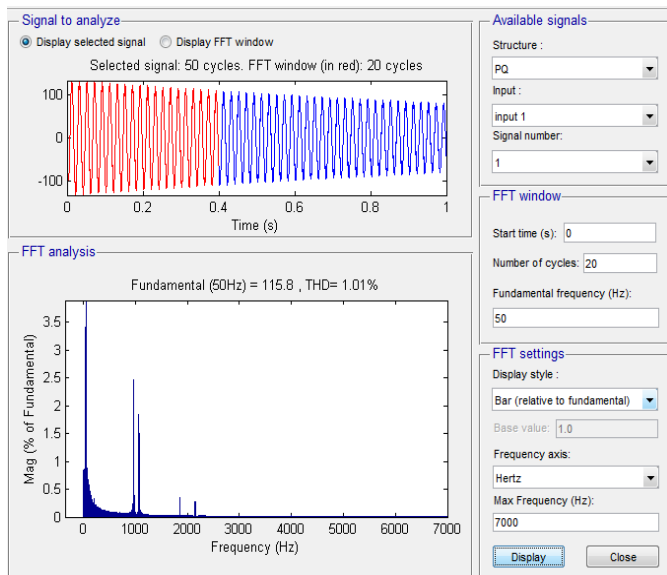 Signal to analyze
Display selected signal
Display FFT window
Selected signal: 50 cycles. FFT window (in red): 20 cycles
100
0
-100
0
0.2
0.4
0.6
0.8
1
Time (s)
FFT analysis
Fundamental (50Hz) = 115.8 , THD= 1.01%
3.5
3
2.5
2
1.5
1
0.5
0
Mag (% of Fundamental)
0
1000
2000
3000
4000
5000
6000
7000
Frequency (Hz)
Available signals
Structure :
PQ
Input :
input 1
Signal number:
1
FFT window
Start time (s): 0
Number of cycles: 20
Fundamental frequency (Hz):
50
FFT settings
Display style :
Bar (relative to fundamental)
Base value: 1.0
Frequency axis:
Hertz
Max Frequency (Hz):
7000
Display
Close